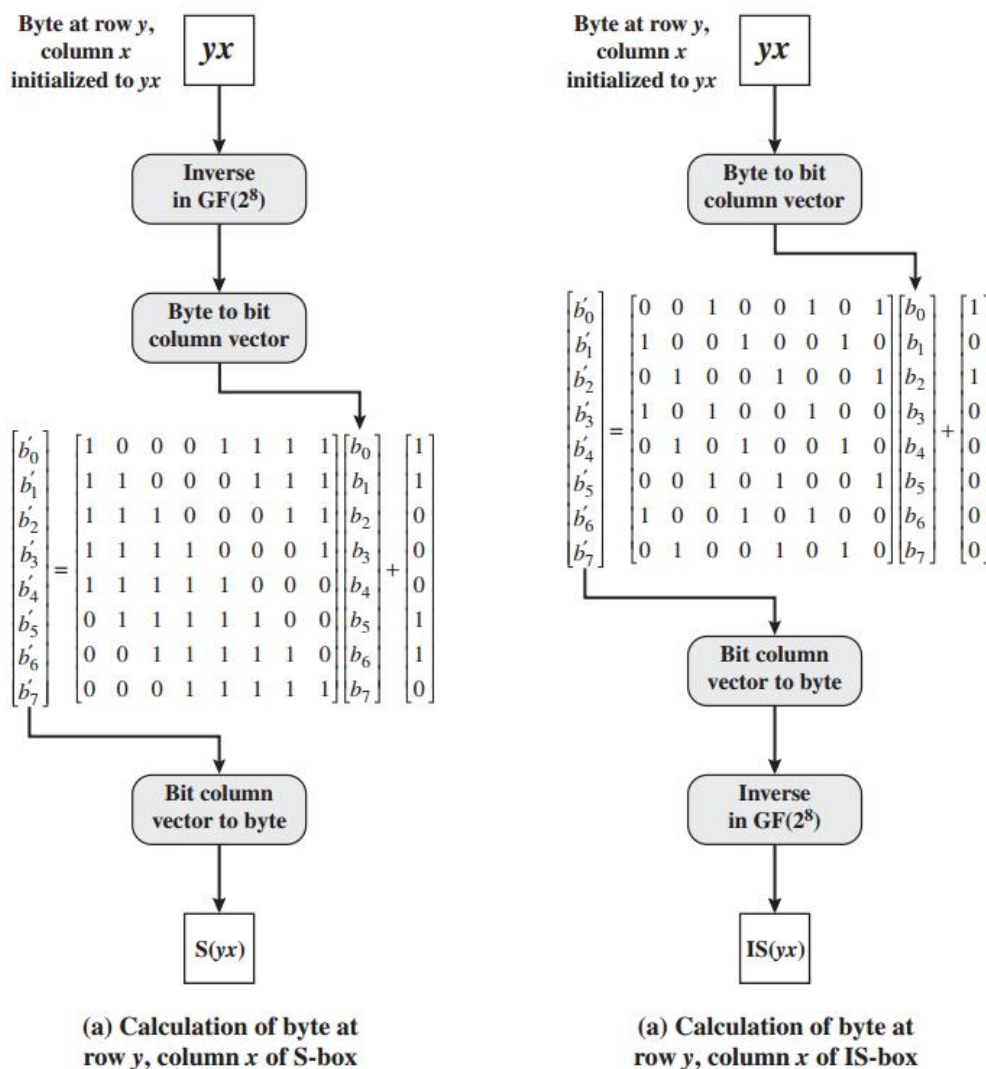 Byte at row y,
column x
initialized to yx
yx
Inverse
in GF(2⁸)
Byte to bit
column vector
b′0 1 0 0 0 1 1 1 1 b0 1
b′1 1 1 0 0 0 1 1 1 b1 1
b′2 1 1 1 0 0 0 1 1 b2 0
b′3 1 1 1 1 0 0 0 1 b3 0
= +
b′4 1 1 1 1 1 0 0 0 b4 0
b′5 0 1 1 1 1 1 0 0 b5 1
b′6 0 0 1 1 1 1 1 0 b6 1
b′7 0 0 0 1 1 1 1 1 b7 0
Bit column
vector to byte
S(yx)
(a) Calculation of byte at
row y, column x of S-box
Byte at row y,
column x
initialized to yx
yx
Byte to bit
column vector
b′0 0 0 1 0 0 1 0 1 b0 1
b′1 1 0 0 1 0 0 1 0 b1 0
b′2 0 1 0 0 1 0 0 1 b2 1
b′3 1 0 1 0 0 1 0 0 b3 0
= +
b′4 0 1 0 1 0 0 1 0 b4 0
b′5 0 0 1 0 1 0 0 1 b5 0
b′6 1 0 0 1 0 1 0 0 b6 0
b′7 0 1 0 0 1 0 1 0 b7 0
Bit column
vector to byte
Inverse
in GF(2⁸)
IS(yx)
(a) Calculation of byte at
row y, column x of IS-box